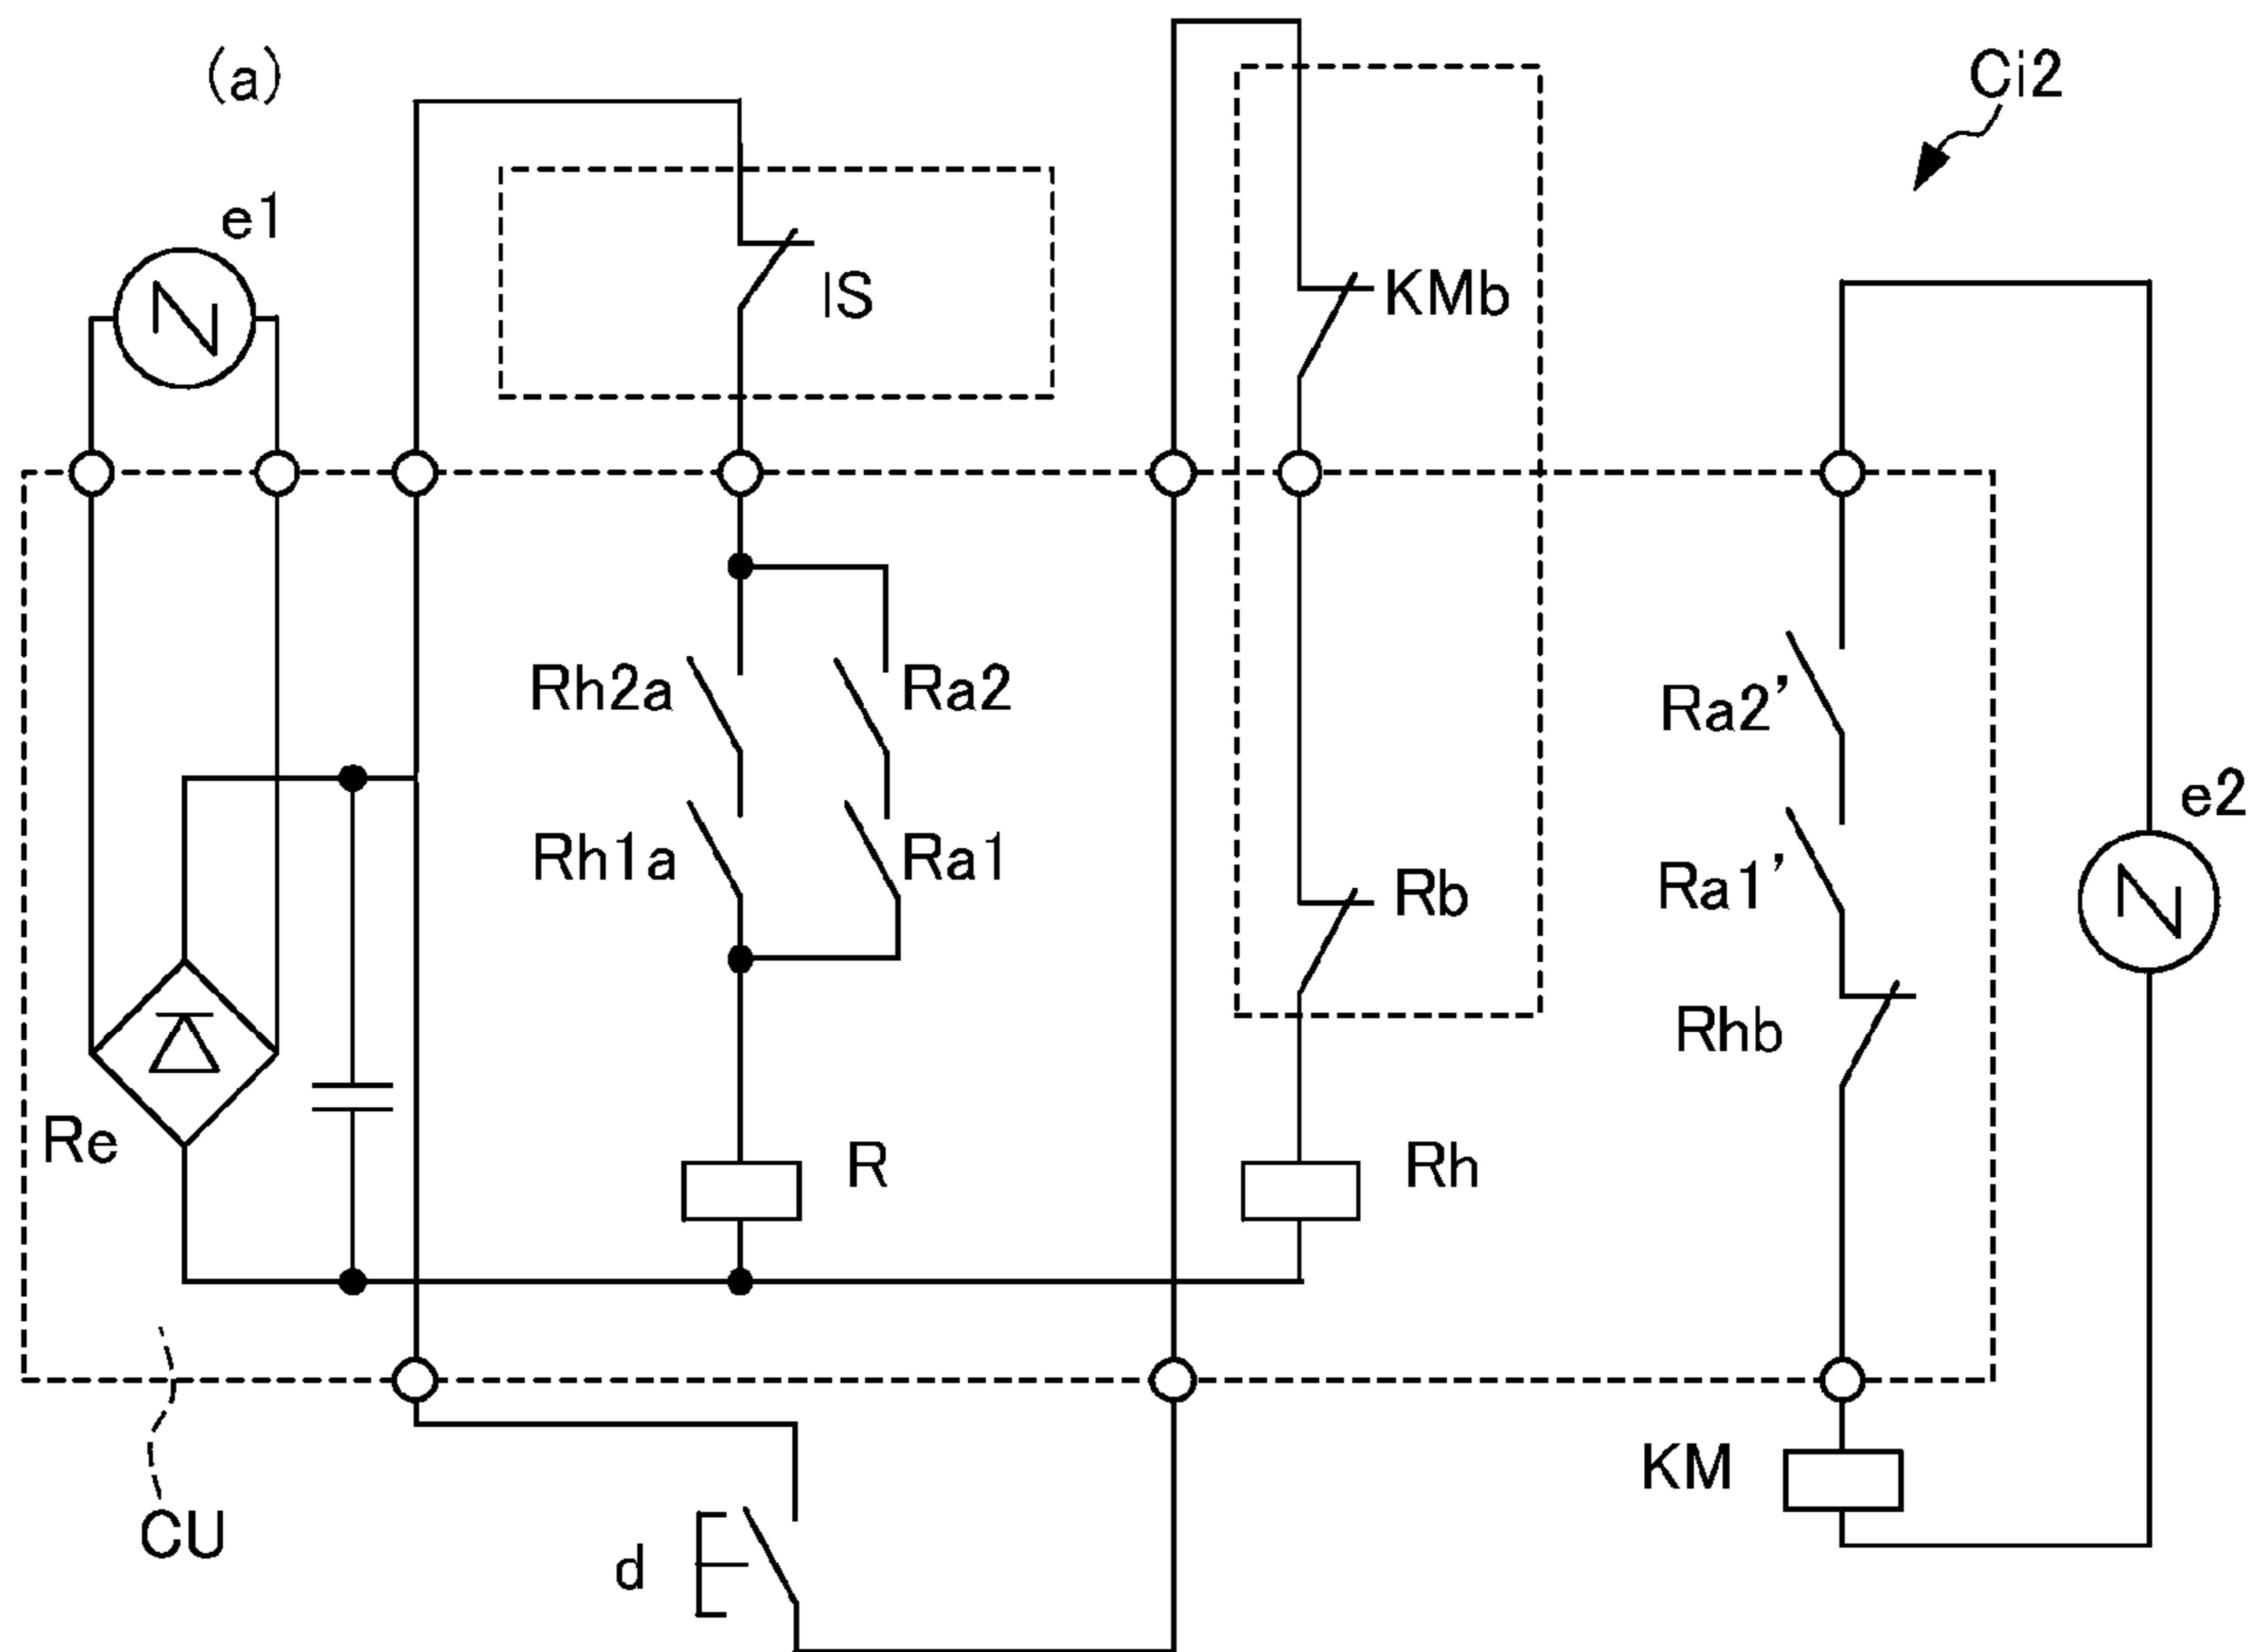 (a)
Ci2
e1
IS
KMb
Rh2a
Ra2
Ra2’
e2
Rh1a
Ra1
Rb
Ra1’
Rhb
Re
R
Rh
KM
CU
d